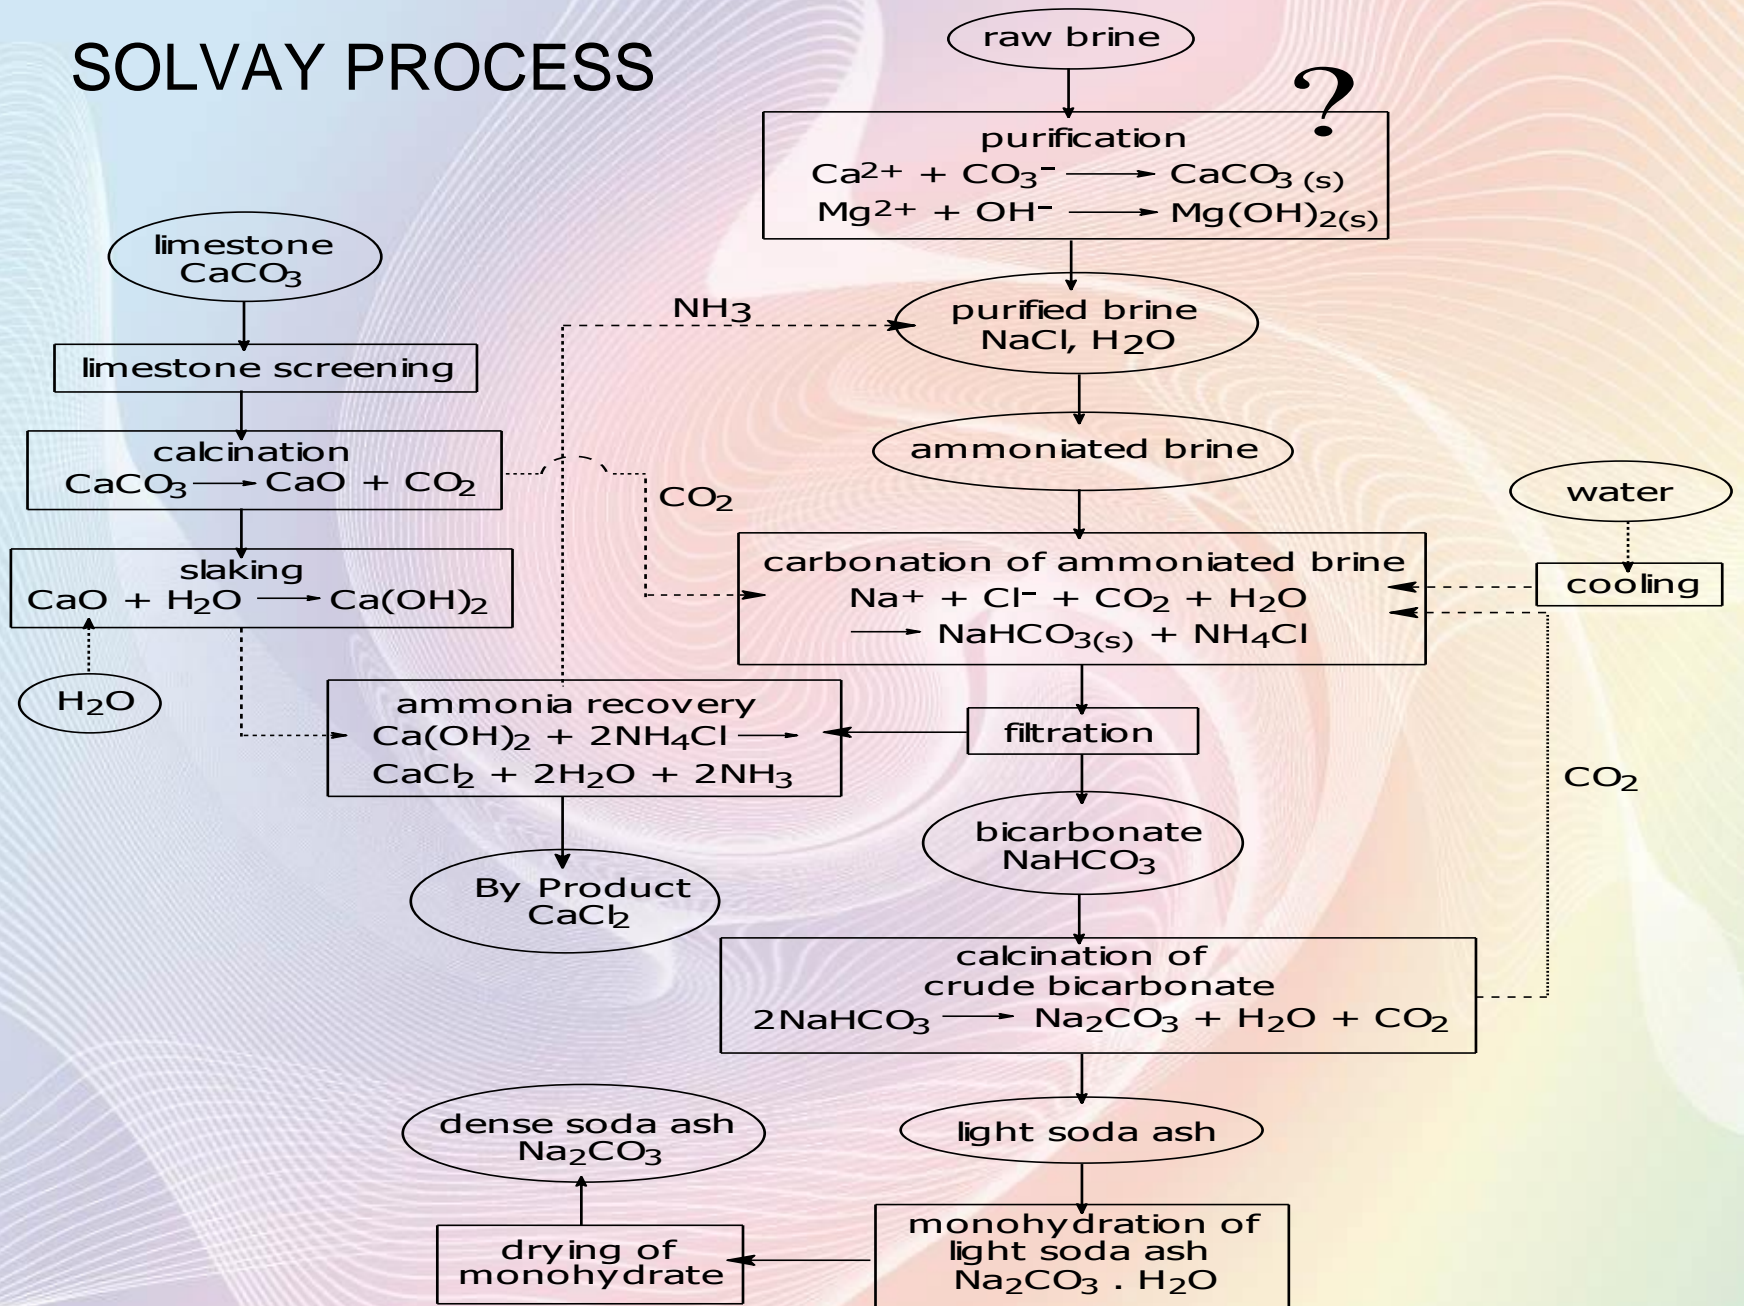 SOLVAY PROCESS
raw brine
?
purification
Ca²⁺ + CO₃⁻ ⟶ CaCO₃ (s)
Mg²⁺ + OH⁻ ⟶ Mg(OH)₂(s)
limestone
CaCO₃
limestone screening
calcination
CaCO₃ ⟶ CaO + CO₂
slaking
CaO + H₂O ⟶ Ca(OH)₂
H₂O
NH₃
purified brine
NaCl, H₂O
ammoniated brine
CO₂
water
cooling
carbonation of ammoniated brine
Na⁺ + Cl⁻ + CO₂ + H₂O
⟶ NaHCO₃(s) + NH₄Cl
ammonia recovery
Ca(OH)₂ + 2NH₄Cl ⟶
CaCl₂ + 2H₂O + 2NH₃
filtration
CO₂
By Product
CaCl₂
bicarbonate
NaHCO₃
calcination of
crude bicarbonate
2NaHCO₃ ⟶ Na₂CO₃ + H₂O + CO₂
light soda ash
dense soda ash
Na₂CO₃
monohydration of
light soda ash
Na₂CO₃ . H₂O
drying of
monohydrate